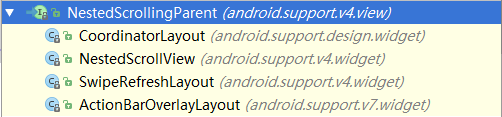 NestedScrollingParent (android.support.v4.view)
CoordinatorLayout (android.support.design.widget)
NestedScrollView (android.support.v4.widget)
SwipeRefreshLayout (android.support.v4.widget)
ActionBarOverlayLayout (android.support.v7.widget)